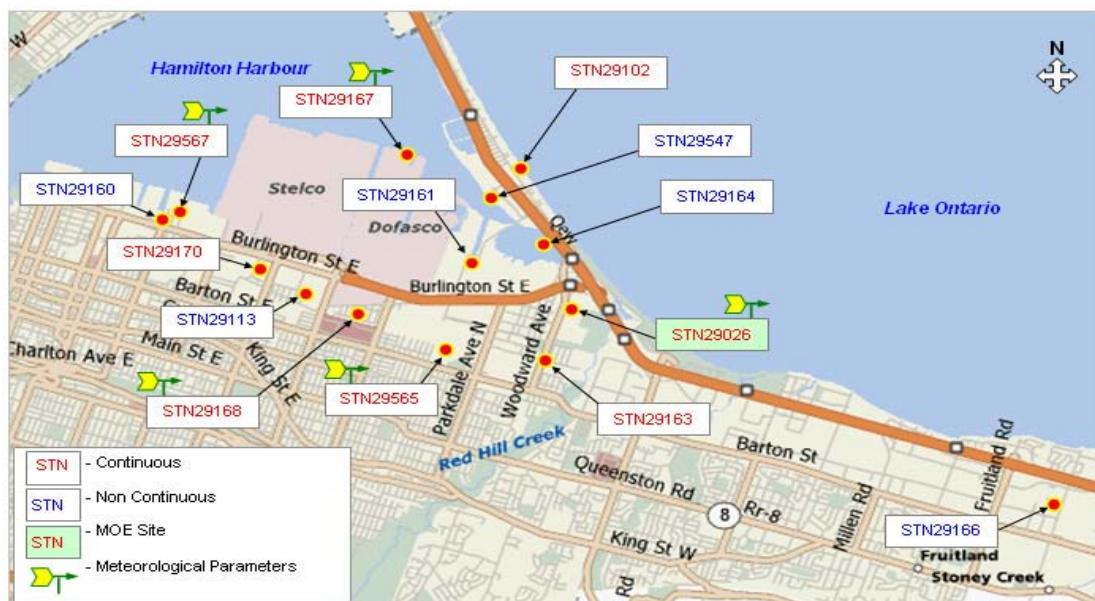 W
Hamilton Harbour
N
STN29102
STN29167
STN29567
STN29547
STN29160
STN29161
STN29164
Stelco
Lake Ontario
Dofasco
Qew
STN29170
Burlington St E
Burlington St E
Barton St E
STN29113
STN29026
Main St E
Charlton Ave E
King St E
Parkdale Ave N
Woodward Ave
STN29168
STN29565
STN29163
Red Hill Creek
Barton St
Queenston Rd
Fruitland Rd
8
Rr-8
Millen Rd
King St W
STN29166
Fruitland
Stoney Creek
Rd
STN - Continuous
STN - Non Continuous
STN - MOE Site
- Meteorological Parameters